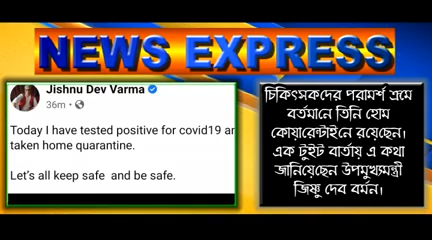 NEWS EXPRESS
Jishnu Dev Varma
36m
Today I have tested positive for covid19 an
taken home quarantine.
Let's all keep safe and be safe.
চিকিৎসকদের পরামর্শ ক্রমে
বর্তমানে তিনি হোম
কোয়ারেন্টাইনে রয়েছেন।
এক টুইট বার্তায় এ কথা
জানিয়েছেন উপমুখ্যমন্ত্রী
জিষ্ণু দেব বর্মন।